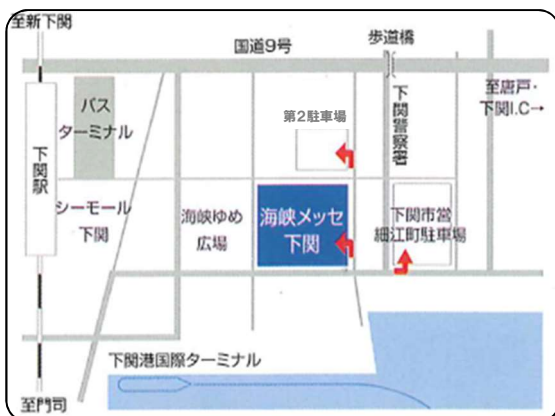 至新下関
国道9号
歩道橋
至唐戸・
下関I.C→
バス
ターミナル
第2駐車場
下関警察署
下関駅
シーモール
下関
海峡ゆめ
広場
海峡メッセ
下関
下関市営
細江町駐車場
下関港国際ターミナル
至門司